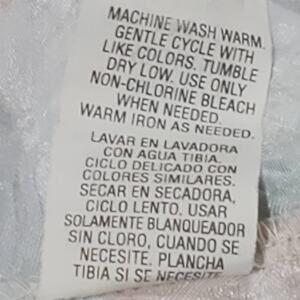 MACHINE WASH WARM.
GENTLE CYCLE WITH
LIKE COLORS. TUMBLE
DRY LOW. USE ONLY
NON-CHLORINE BLEACH
WHEN NEEDED.
WARM IRON AS NEEDED.
LAVAR EN LAVADORA
CON AGUA TIBIA.
CICLO DELICADO CON
COLORES SIMILARES.
SECAR EN SECADORA,
CICLO LENTO. USAR
SOLAMENTE BLANQUEADOR
SIN CLORO, CUANDO SE
NECESITE. PLANCHA
TIBIA SI SE NECESITE